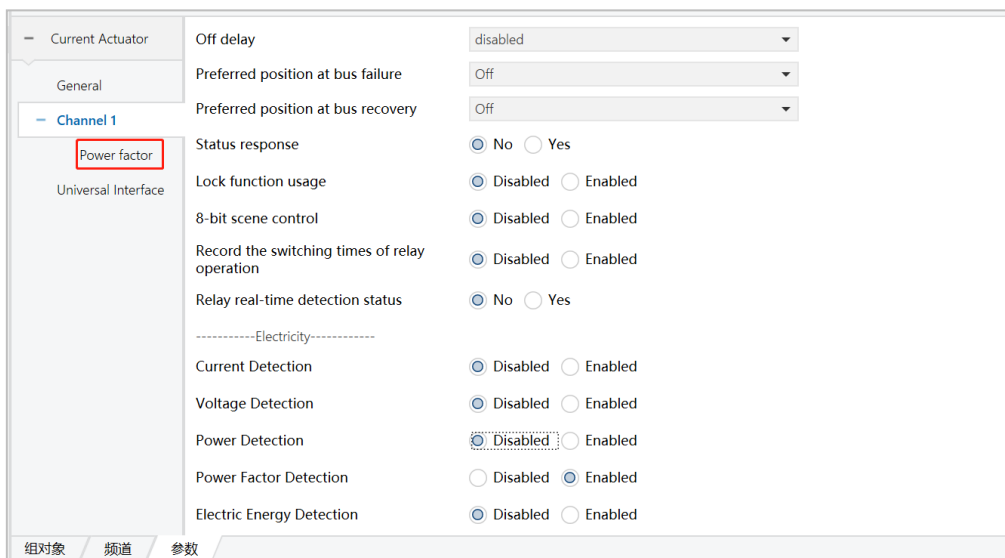 Current Actuator
General
Channel 1
Power factor
Universal Interface
Off delay disabled
Preferred position at bus failure Off
Preferred position at bus recovery Off
Status response No Yes
Lock function usage Disabled Enabled
8-bit scene control Disabled Enabled
Record the switching times of relay
operation Disabled Enabled
Relay real-time detection status No Yes
-----------Electricity------------
Current Detection Disabled Enabled
Voltage Detection Disabled Enabled
Power Detection Disabled Enabled
Power Factor Detection Disabled Enabled
Electric Energy Detection Disabled Enabled
组对象 频道 参数